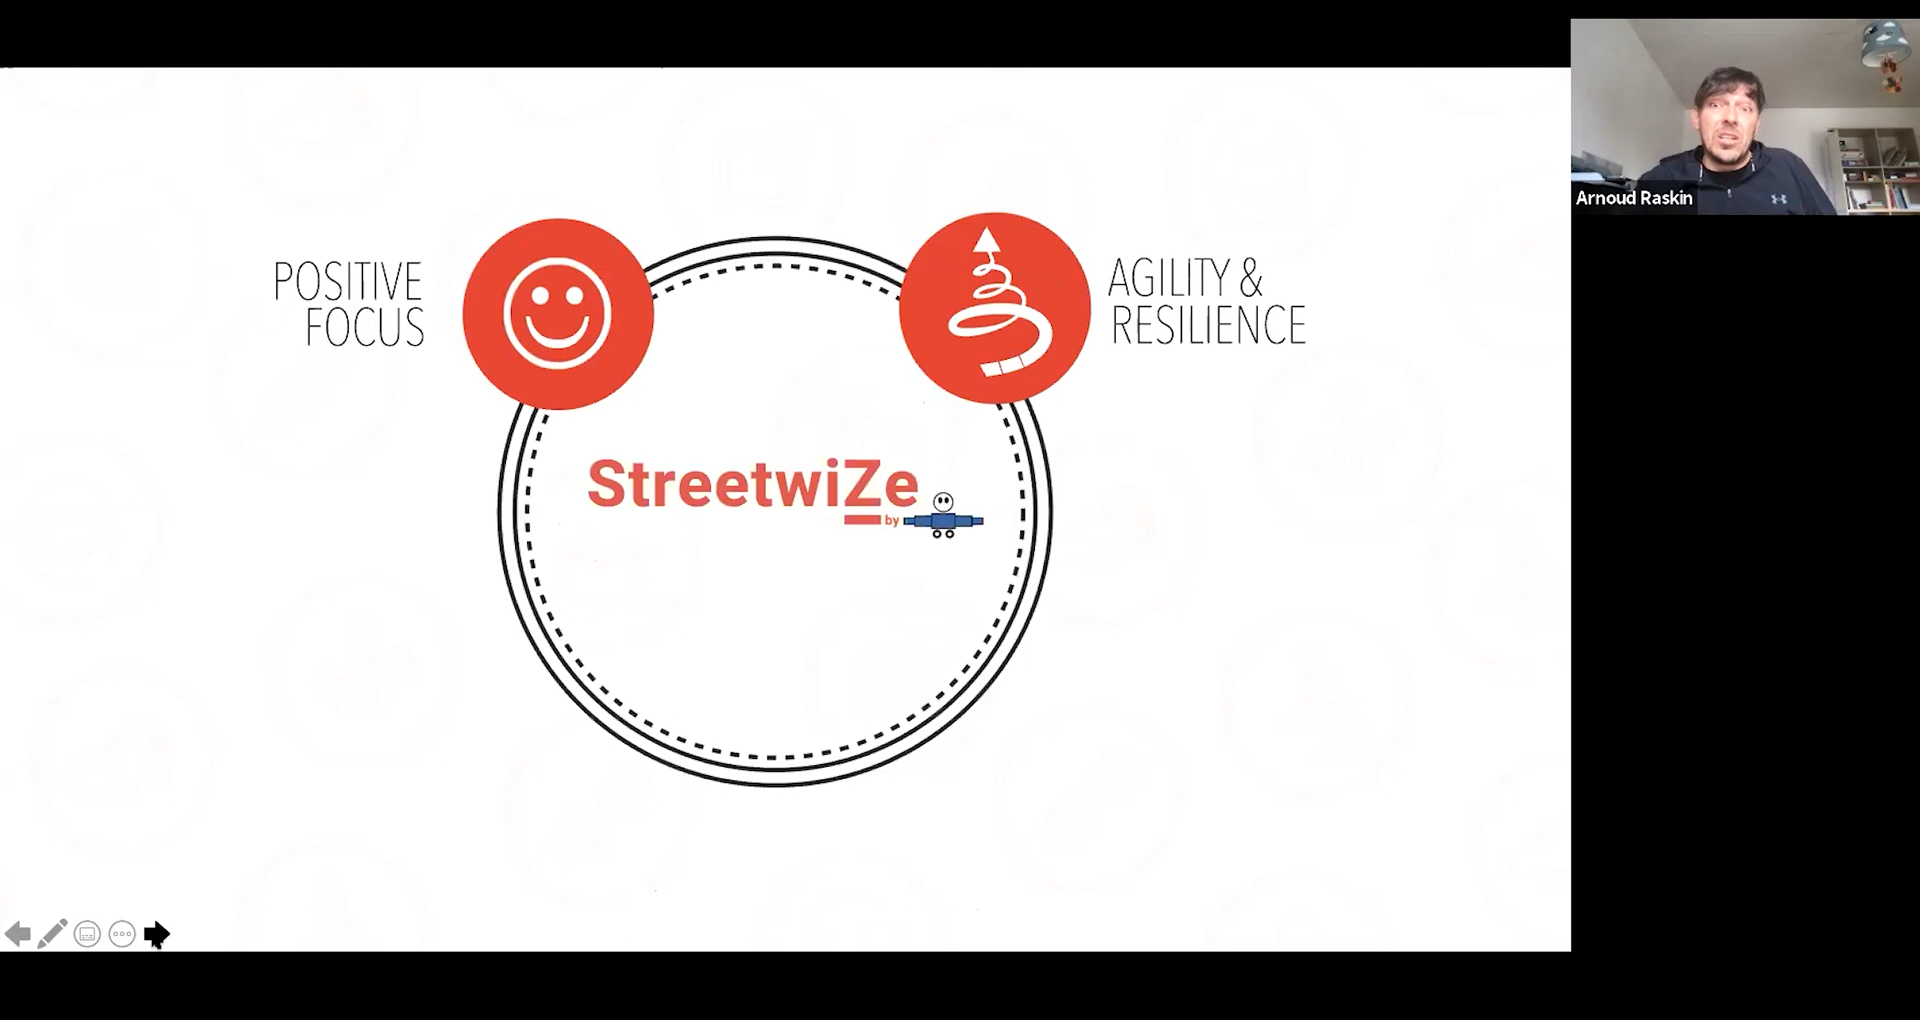 POSITIVE
FOCUS
AGILITY &
RESILIENCE
StreetwiZe
by
Arnoud Raskin